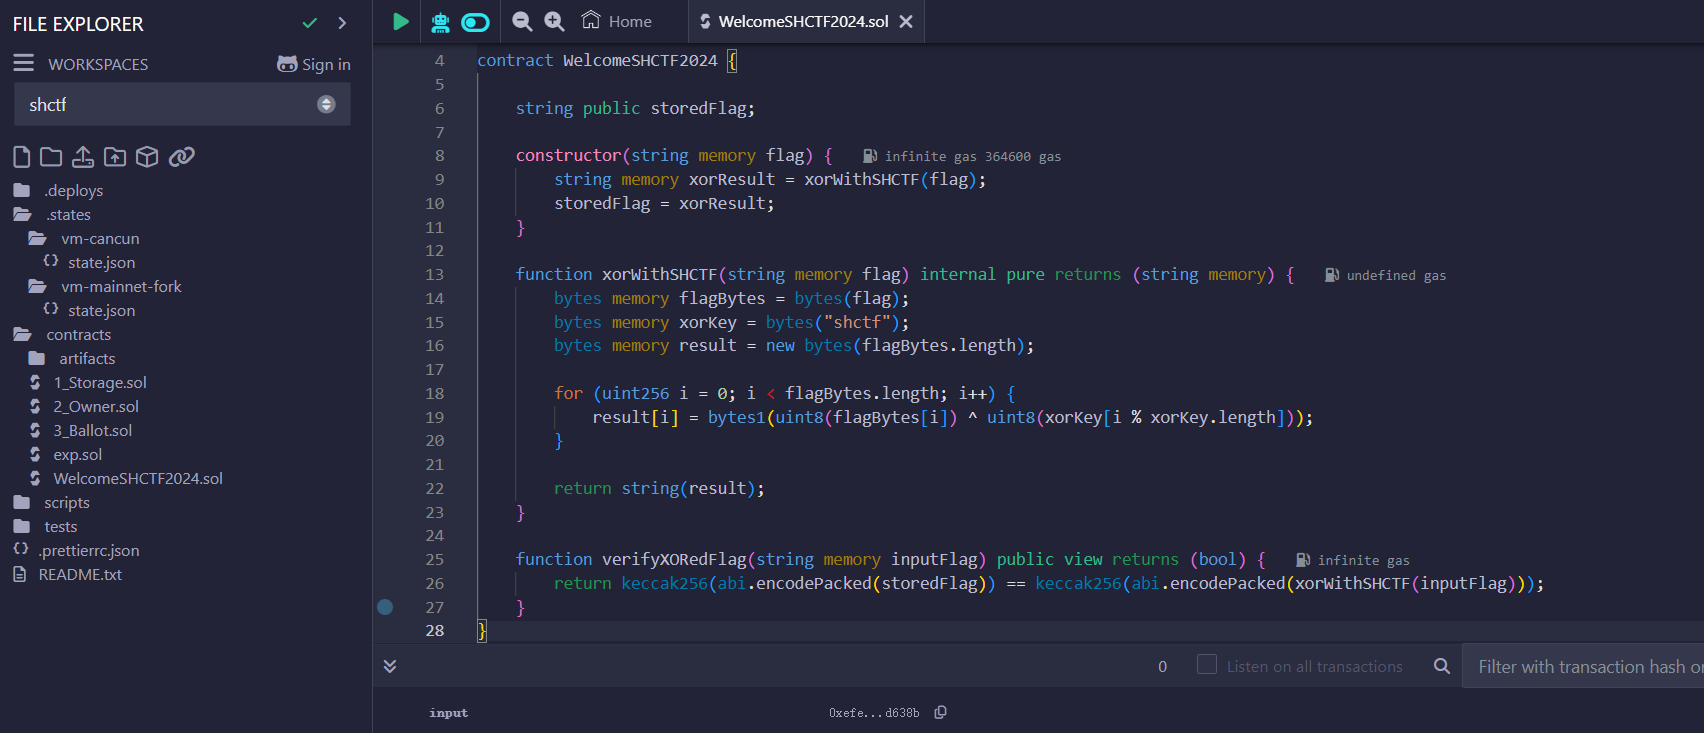 FILE EXPLORER
WORKSPACES
Sign in
shctf
.deploys
.states
vm-cancun
state.json
vm-mainnet-fork
state.json
contracts
artifacts
1_Storage.sol
2_Owner.sol
3_Ballot.sol
exp.sol
WelcomeSHCTF2024.sol
scripts
tests
.prettierrc.json
README.txt
Home
WelcomeSHCTF2024.sol
4 contract WelcomeSHCTF2024 {
5
6 string public storedFlag;
7
8 constructor(string memory flag) { infinite gas 364600 gas
9 string memory xorResult = xorWithSHCTF(flag);
10 storedFlag = xorResult;
11 }
12
13 function xorWithSHCTF(string memory flag) internal pure returns (string memory) { undefined gas
14 bytes memory flagBytes = bytes(flag);
15 bytes memory xorKey = bytes("shctf");
16 bytes memory result = new bytes(flagBytes.length);
17
18 for (uint256 i = 0; i < flagBytes.length; i++) {
19 result[i] = bytes1(uint8(flagBytes[i]) ^ uint8(xorKey[i % xorKey.length]));
20 }
21
22 return string(result);
23 }
24
25 function verifyXORedFlag(string memory inputFlag) public view returns (bool) { infinite gas
26 return keccak256(abi.encodePacked(storedFlag)) == keccak256(abi.encodePacked(xorWithSHCTF(inputFlag)));
27 }
28 }
0 Listen on all transactions
Filter with transaction hash or
input 0xefe...d638b